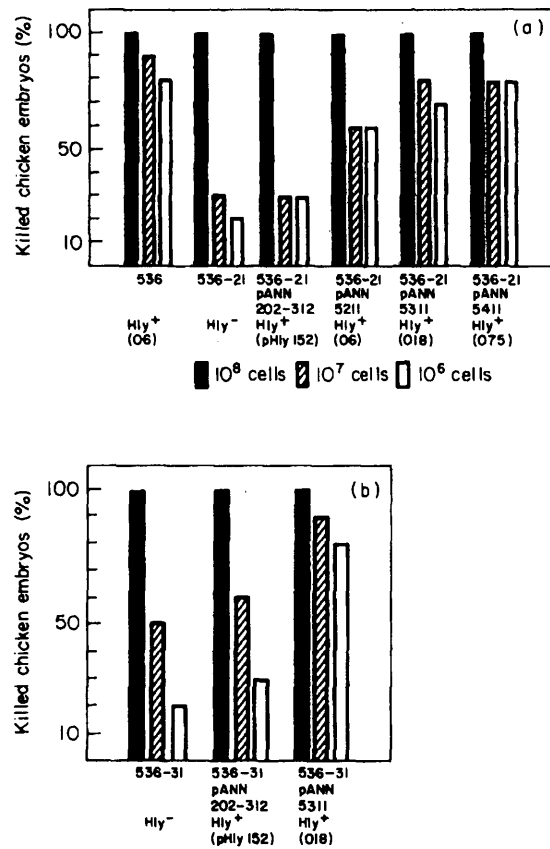 (a)
Killed chicken embryos (%)
100
50
10
536
Hly+
(06)
536-21
Hly-
536-21
pANN
202-312
Hly+
(pHly 152)
536-21
pANN
5211
Hly+
(06)
536-21
pANN
5311
Hly+
(018)
536-21
pANN
5411
Hly+
(075)
10⁸ cells
10⁷ cells
10⁶ cells
(b)
Killed chicken embryos (%)
100
50
10
536-31
Hly-
536-31
pANN
202-312
Hly+
(pHly 152)
536-31
pANN
5311
Hly+
(018)